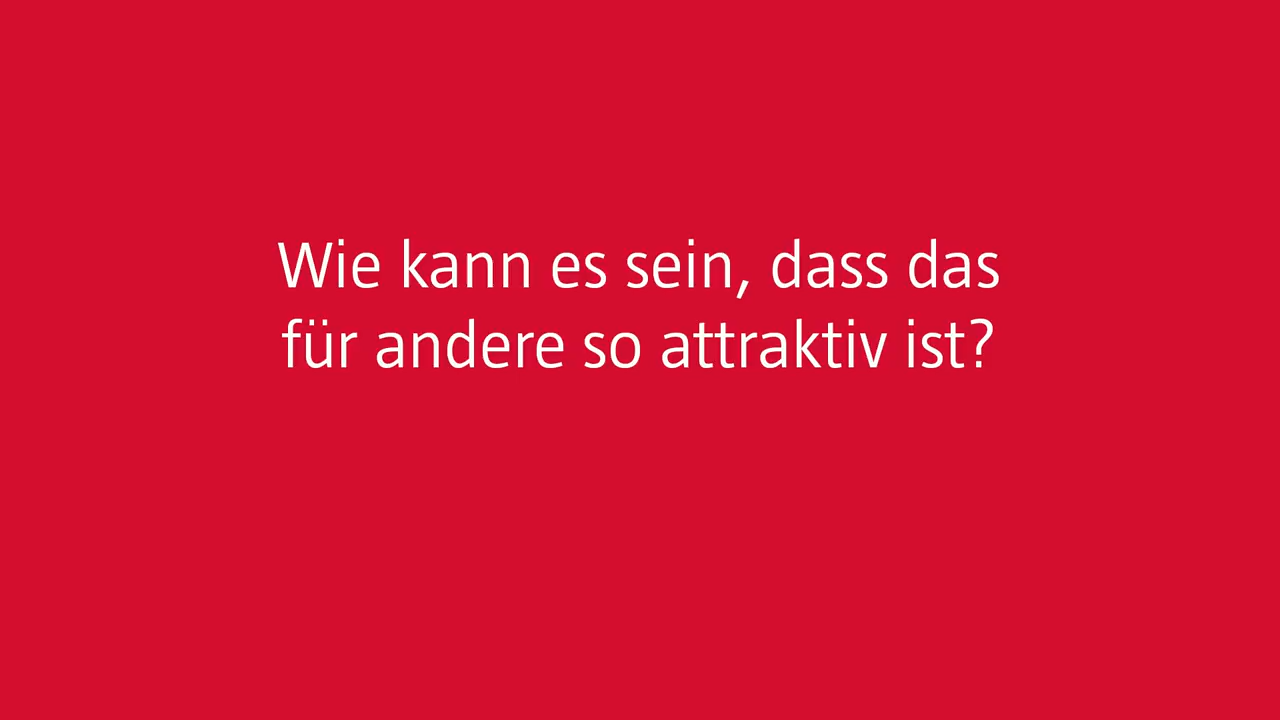 Wie kann es sein, dass das
für andere so attraktiv ist?